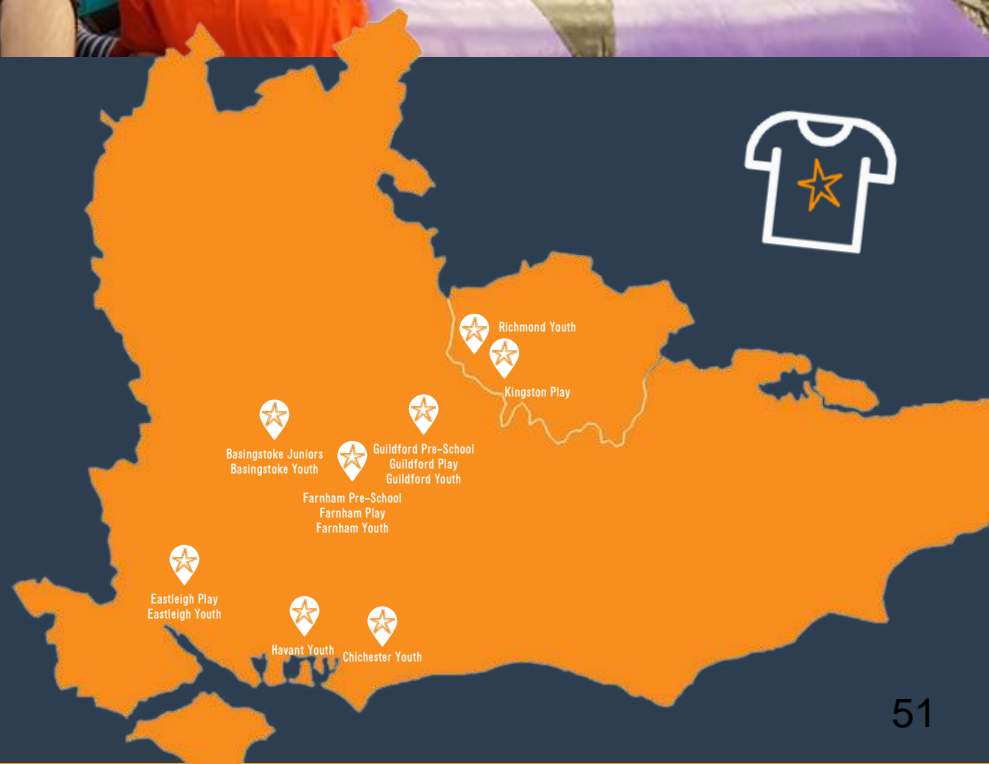 Richmond Youth
Kingston Play
Basingstoke Juniors
Basingstoke Youth
Guildford Pre-School
Guildford Play
Guildford Youth
Farnham Pre-School
Farnham Play
Farnham Youth
Eastleigh Play
Eastleigh Youth
Havant Youth
Chichester Youth
51